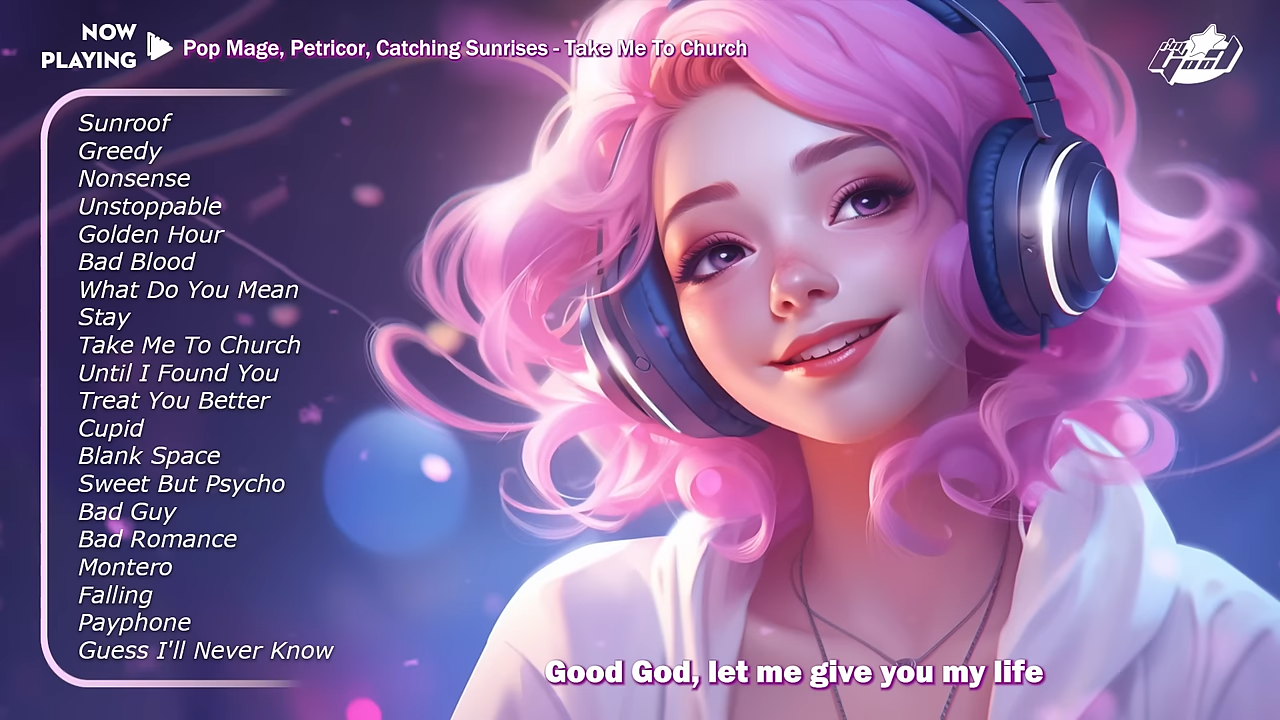 NOW
PLAYING
Pop Mage, Petricor, Catching Sunrises - Take Me To Church
Sunroof
Greedy
Nonsense
Unstoppable
Golden Hour
Bad Blood
What Do You Mean
Stay
Take Me To Church
Until I Found You
Treat You Better
Cupid
Blank Space
Sweet But Psycho
Bad Guy
Bad Romance
Montero
Falling
Payphone
Guess I'll Never Know
Good God, let me give you my life